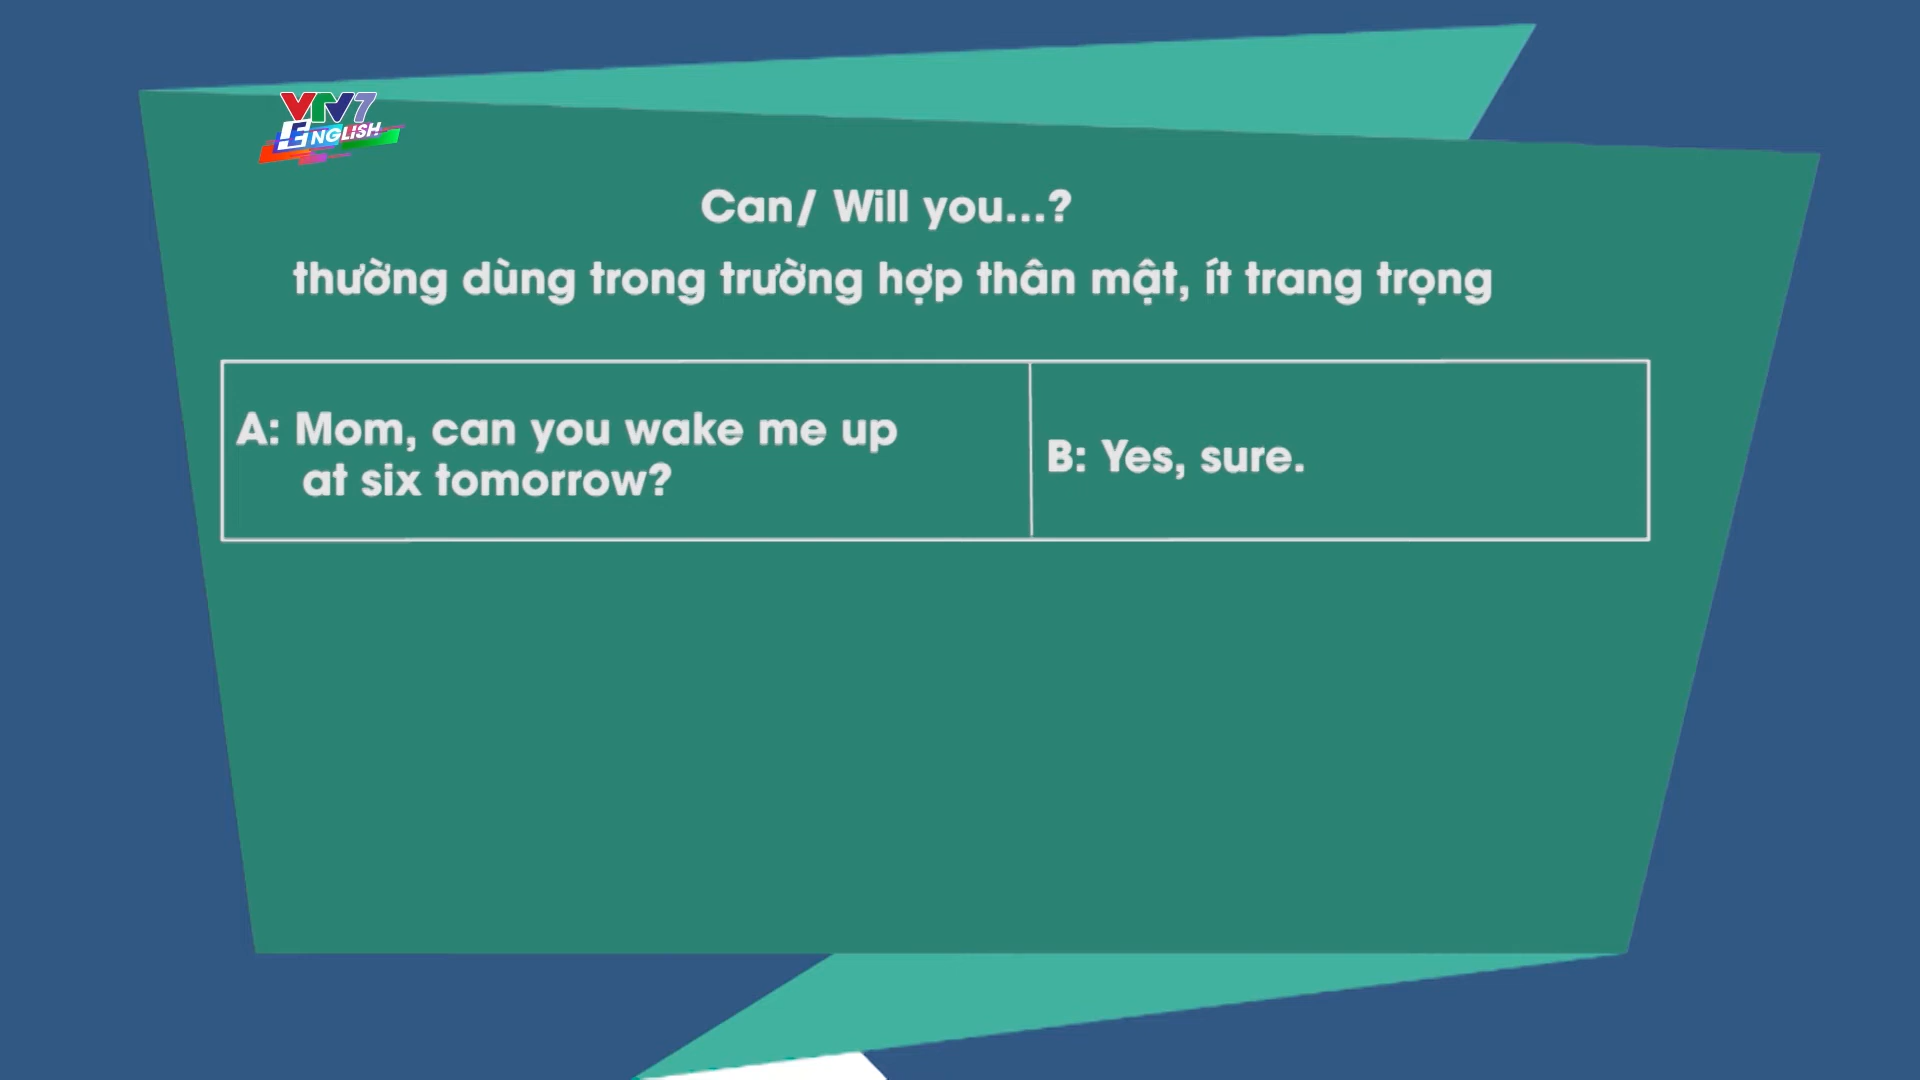 VTV7
ENGLISH
Can/ Will you...?
thường dùng trong trường hợp thân mật, ít trang trọng
A: Mom, can you wake me up
at six tomorrow?
B: Yes, sure.